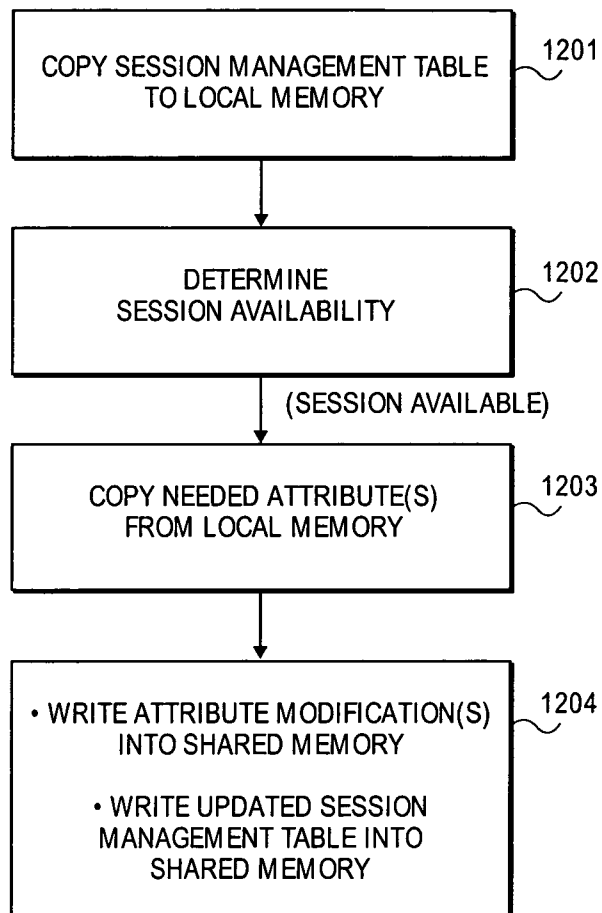 COPY SESSION MANAGEMENT TABLE
TO LOCAL MEMORY
1201
DETERMINE
SESSION AVAILABILITY
1202
(SESSION AVAILABLE)
COPY NEEDED ATTRIBUTE(S)
FROM LOCAL MEMORY
1203
• WRITE ATTRIBUTE MODIFICATION(S)
INTO SHARED MEMORY
• WRITE UPDATED SESSION
MANAGEMENT TABLE INTO
SHARED MEMORY
1204